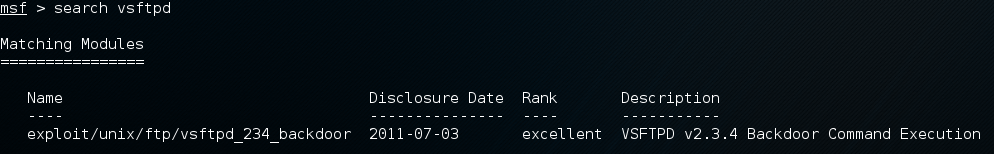 msf > search vsftpd
Matching Modules
================
Name Disclosure Date Rank Description
---- --------------- ---- -----------
exploit/unix/ftp/vsftpd_234_backdoor 2011-07-03 excellent VSFTPD v2.3.4 Backdoor Command Execution